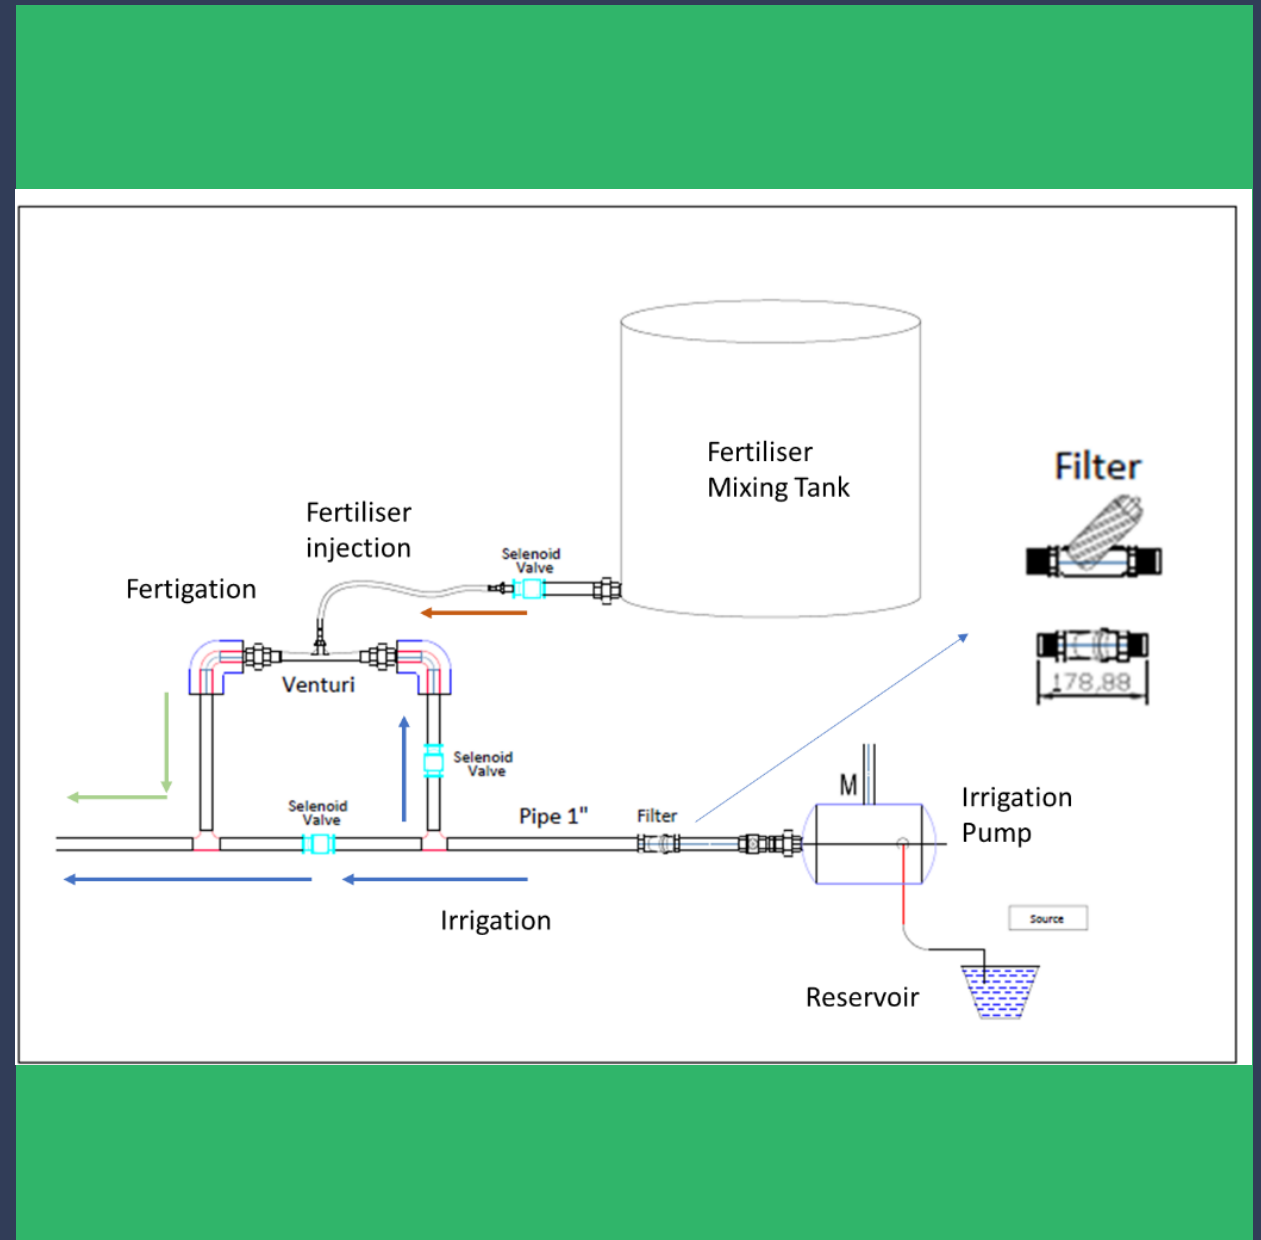 Fertiliser
Mixing Tank
Filter
Fertiliser
injection
Selenoid
Valve
Fertigation
178,88
Venturi
Selenoid
Valve
M
Irrigation
Pump
Selenoid
Valve
Pipe 1"
Filter
Irrigation
Source
Reservoir